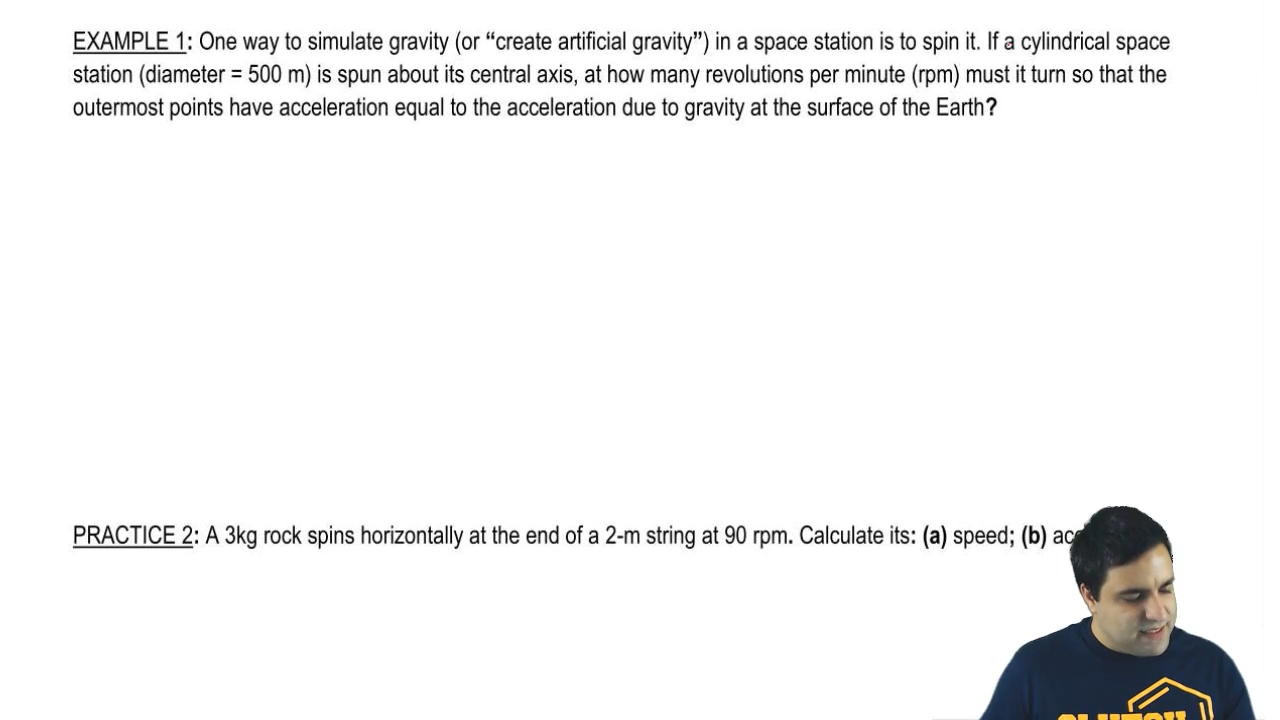 EXAMPLE 1: One way to simulate gravity (or “create artificial gravity”) in a space station is to spin it. If a cylindrical space
station (diameter = 500 m) is spun about its central axis, at how many revolutions per minute (rpm) must it turn so that the
outermost points have acceleration equal to the acceleration due to gravity at the surface of the Earth?
PRACTICE 2: A 3kg rock spins horizontally at the end of a 2-m string at 90 rpm. Calculate its: (a) speed; (b)